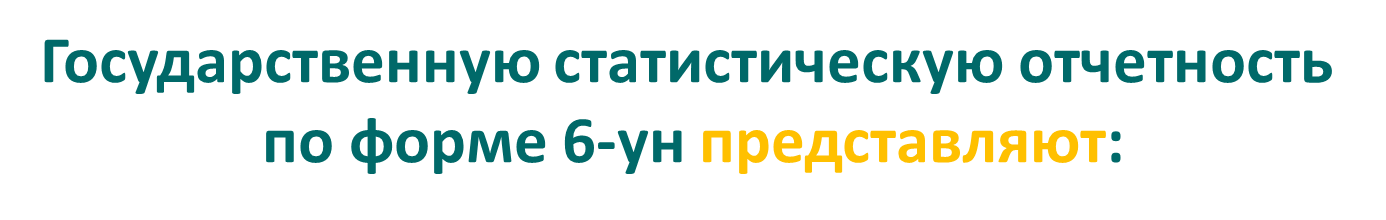 Государственную статистическую отчетность
по форме 6-ун представляют: